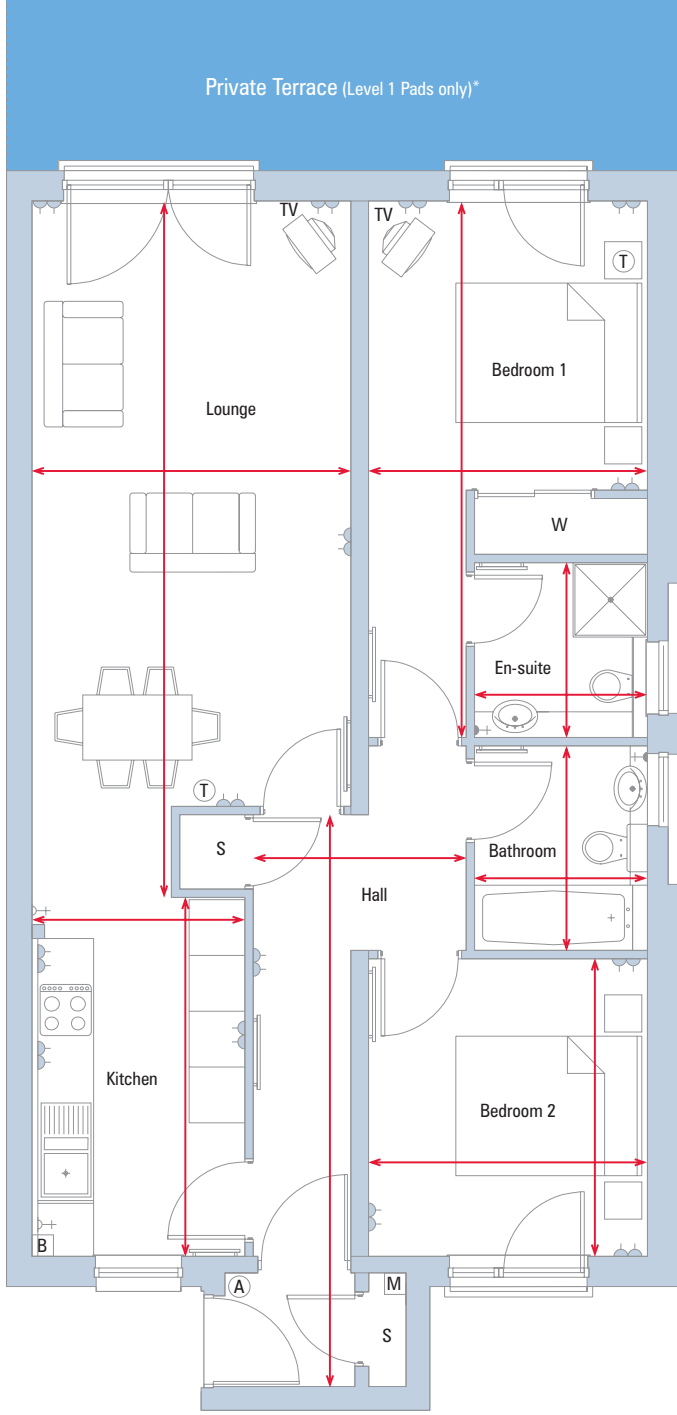 Private Terrace (Level 1 Pads only)*
TV
TV
T
Bedroom 1
Lounge
W
En-suite
T
S
Bathroom
Hall
Kitchen
Bedroom 2
B
A
M
S